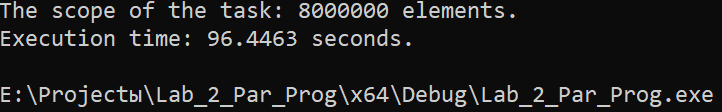 The scope of the task: 8000000 elements.
Execution time: 96.4463 seconds.
E:\Projectы\Lab_2_Par_Prog\x64\Debug\Lab_2_Par_Prog.exe